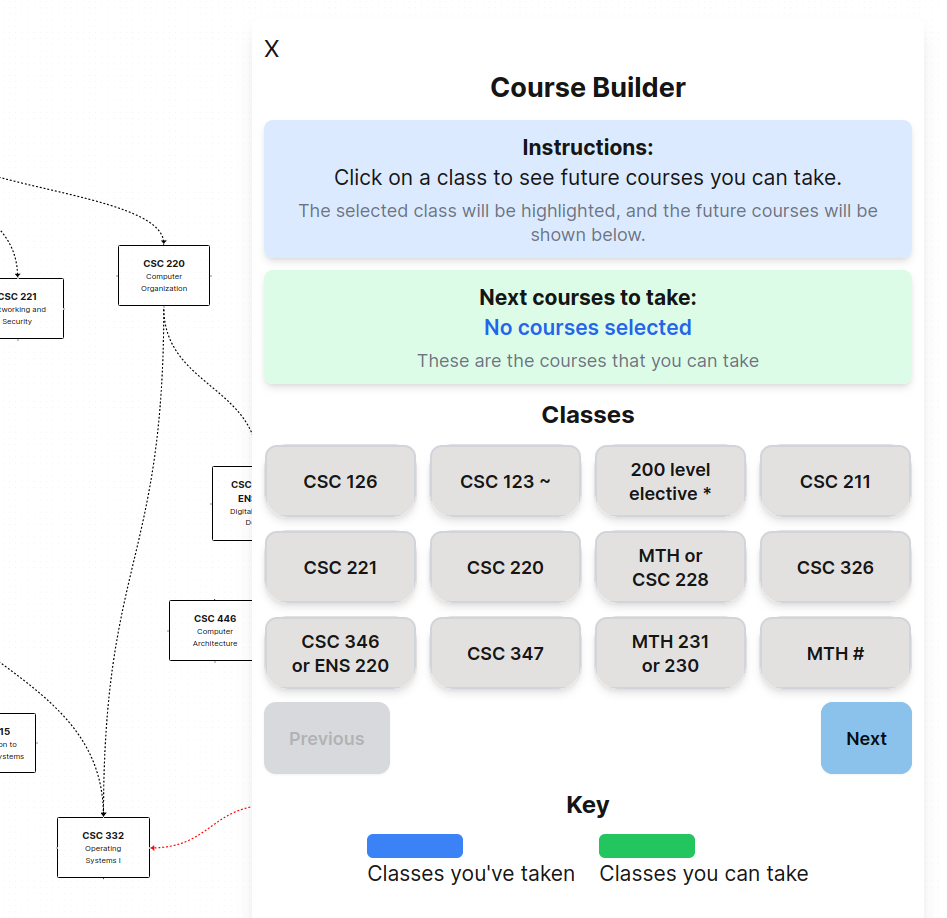 X
Course Builder
Instructions:
Click on a class to see future courses you can take.
The selected class will be highlighted, and the future courses will be
shown below.
Next courses to take:
No courses selected
These are the courses that you can take
Classes
CSC 126
CSC 123 ~
200 level
elective *
CSC 211
CSC 221
CSC 220
MTH or
CSC 228
CSC 326
CSC 346
or ENS 220
CSC 347
MTH 231
or 230
MTH #
Previous
Next
Key
Classes you've taken
Classes you can take
CSC 220
Computer
Organization
CSC 221
tworking and
Security
CSC
EN
Digital
CSC 446
Computer
Architecture
15
on to
ystems
CSC 332
Operating
Systems I